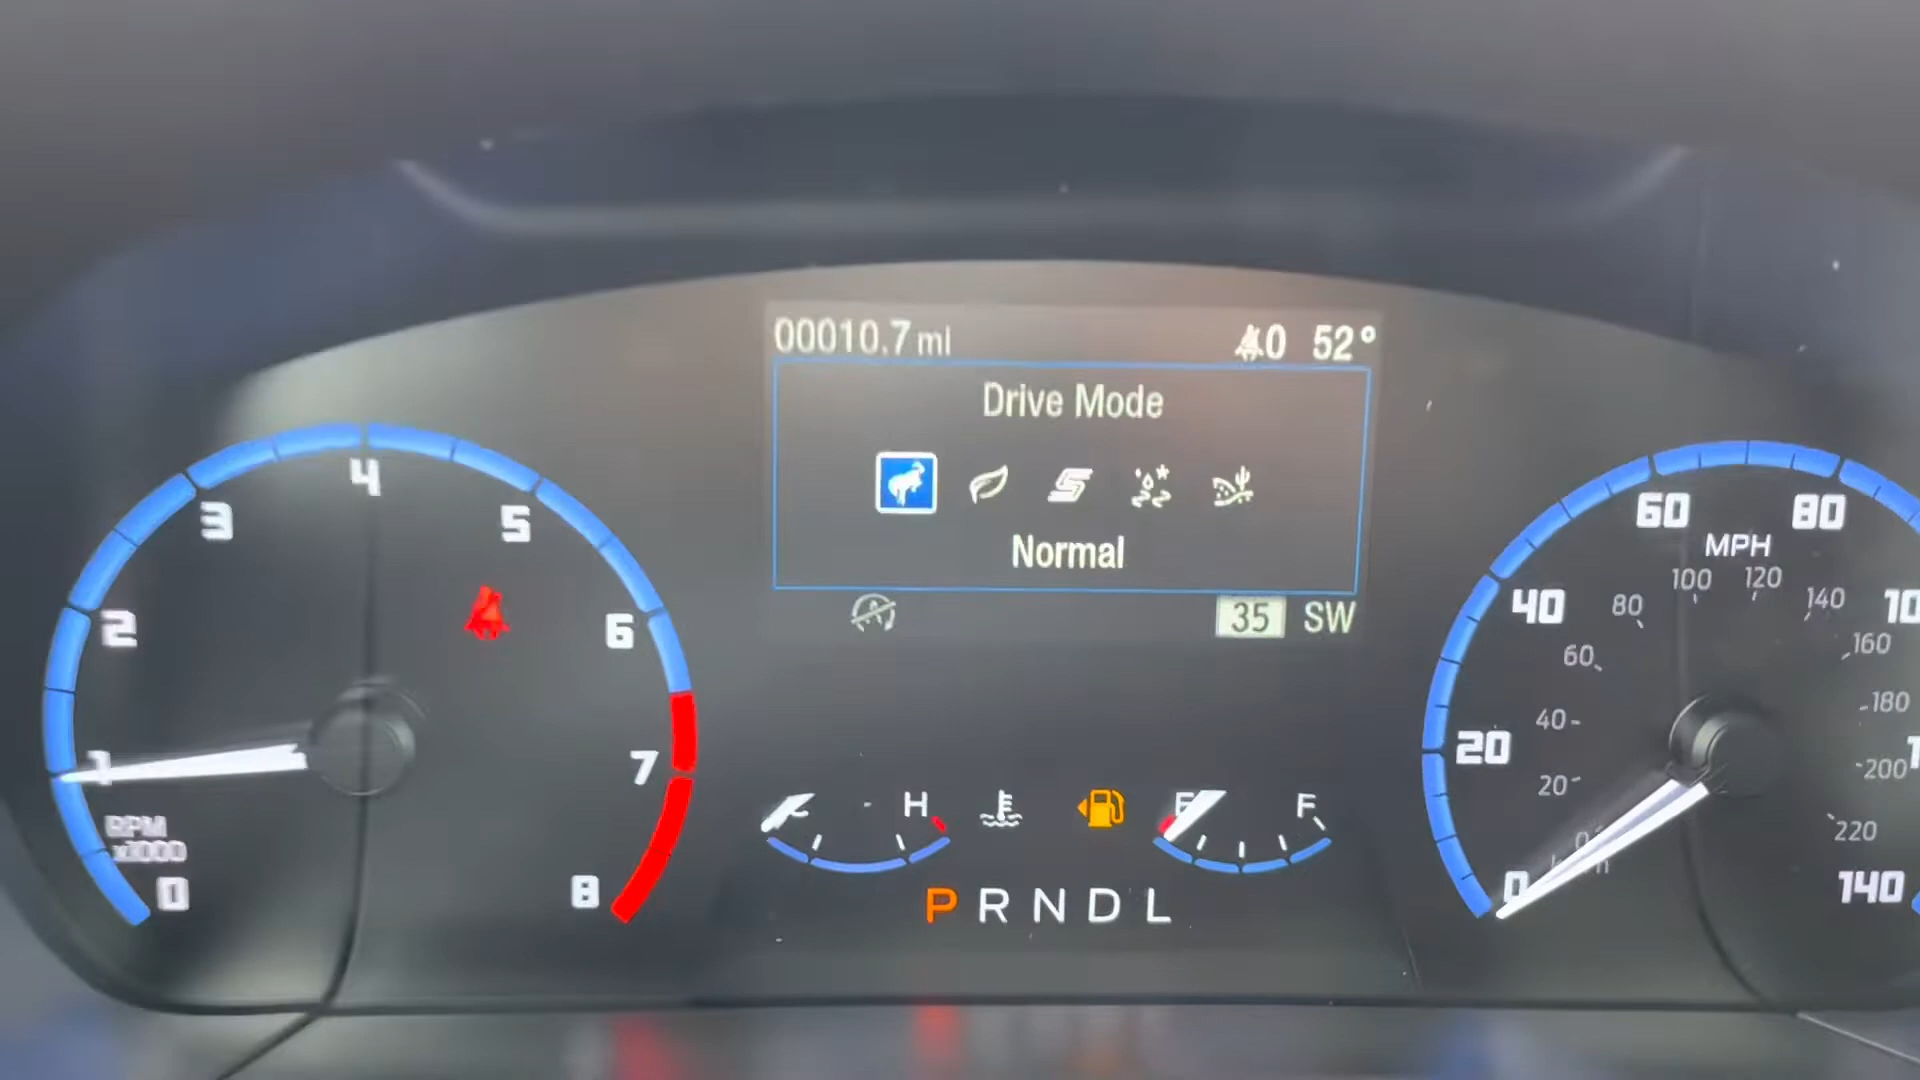 00010.7 mi
0 52°
Drive Mode
Normal
35 SW
0 1 2 3 4 5 6 7 8
RPM
x1000
C H
E F
P R N D L
0 20 40 60 80 140
MPH
20 40 60 80 100 120 140 160 180 200 220